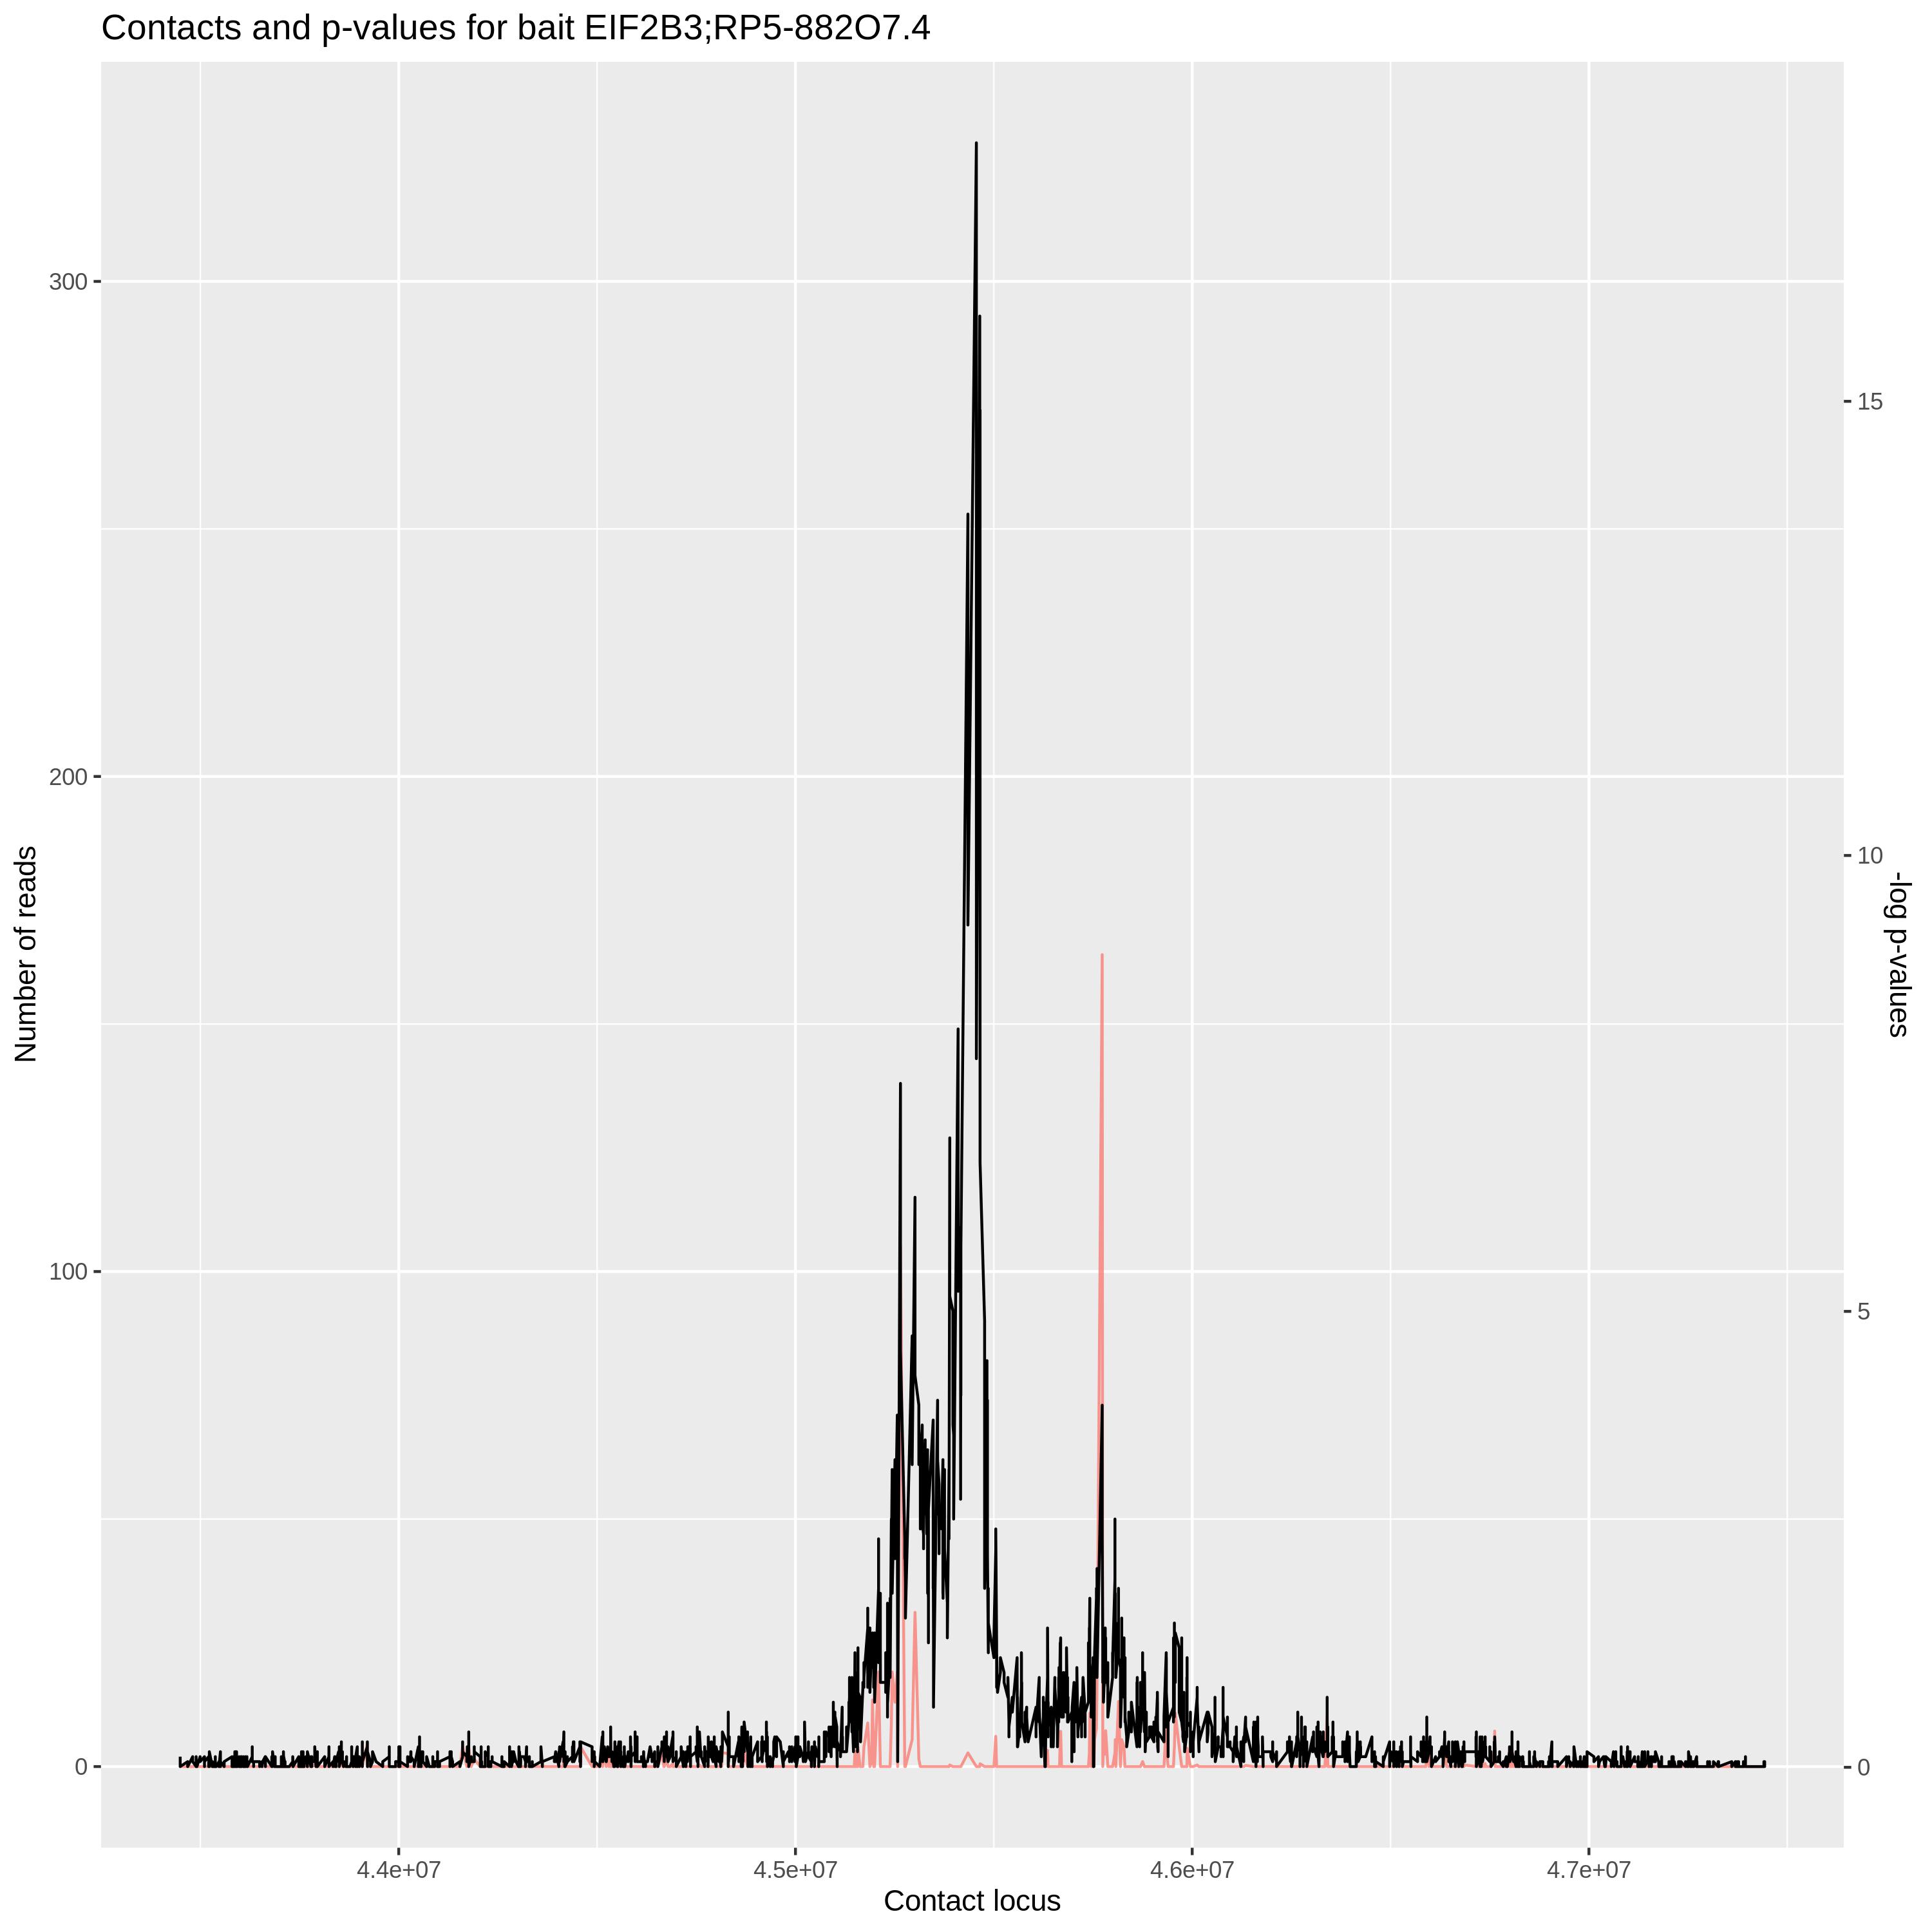 Contacts and p-values for bait EIF2B3;RP5-882O7.4
300
200
100
0
Number of reads
15
10
5
0
-log p-values
4.4e+07
4.5e+07
4.6e+07
4.7e+07
Contact locus